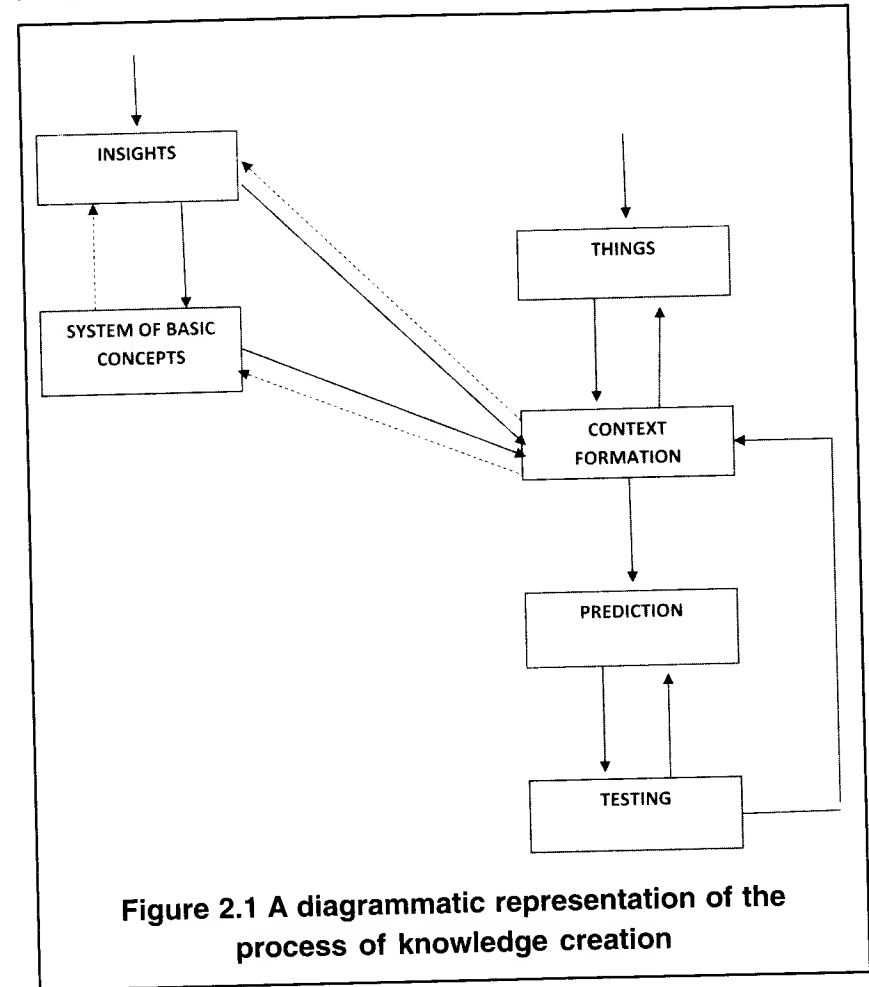 INSIGHTS
THINGS
SYSTEM OF BASIC
CONCEPTS
CONTEXT
FORMATION
PREDICTION
TESTING
Figure 2.1 A diagrammatic representation of the
process of knowledge creation